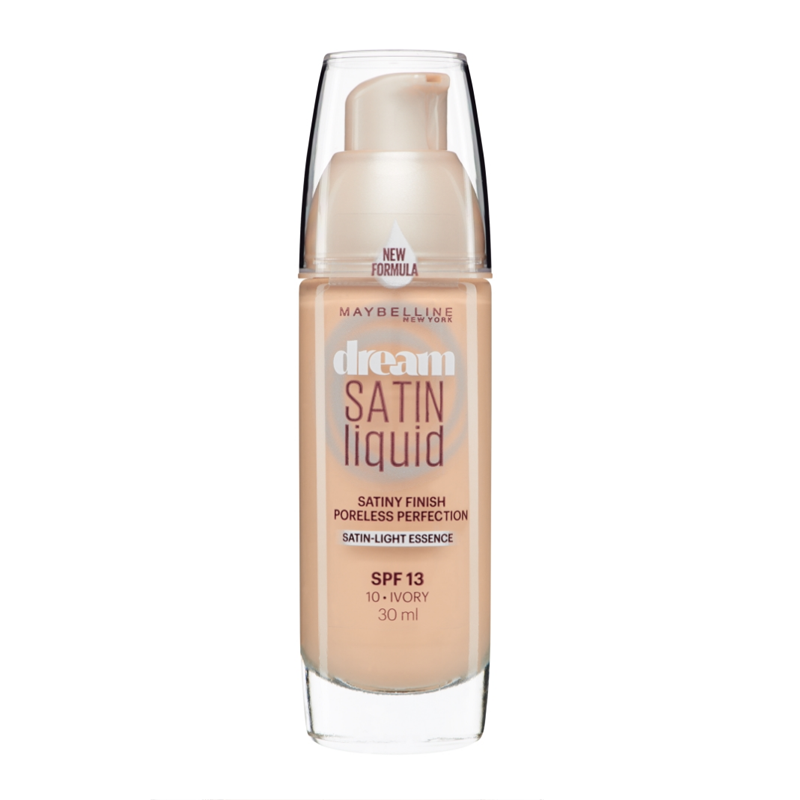 NEW
FORMULA
MAYBELLINE
NEW YORK
dream
SATIN
liquid
SATINY FINISH
PORELESS PERFECTION
SATIN-LIGHT ESSENCE
SPF 13
10 • IVORY
30 ml